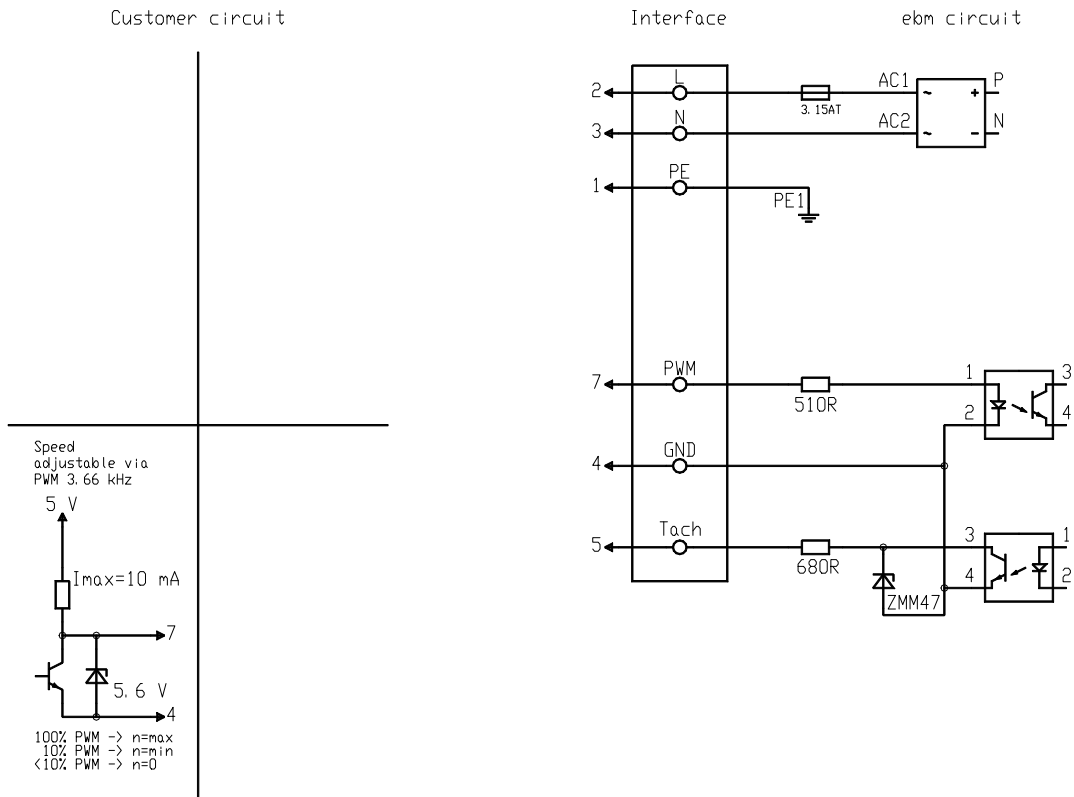 Customer circuit
Interface
ebm circuit
L
2
3.15AT
AC1
~
+
P
N
3
AC2
~
-
N
PE
1
PE1
PWM
7
510R
1
2
3
4
GND
4
Tach
5
680R
ZMM47
3
4
1
2
Speed
adjustable via
PWM 3.66 kHz
5 V
Imax=10 mA
7
5.6 V
4
100% PWM -> n=max
10% PWM -> n=min
<10% PWM -> n=0